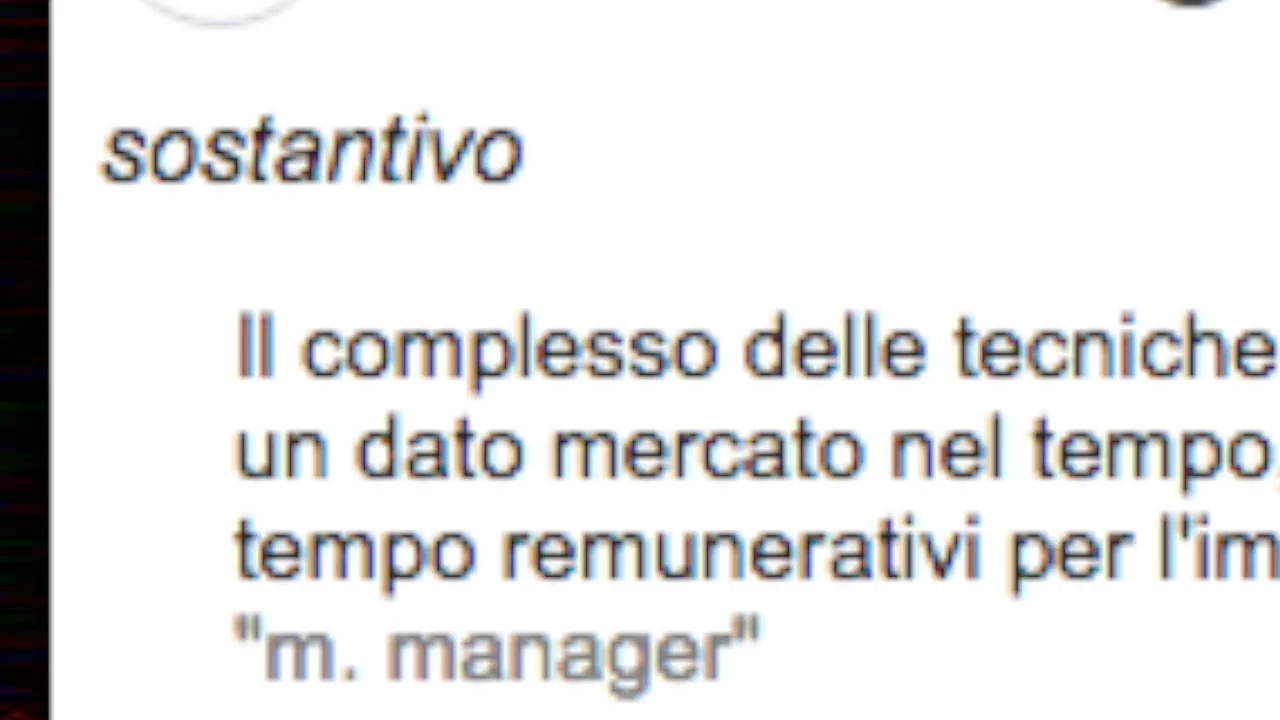 sostantivo
Il complesso delle tecniche
un dato mercato nel tempo,
tempo remunerativi per l'im
"m. manager"